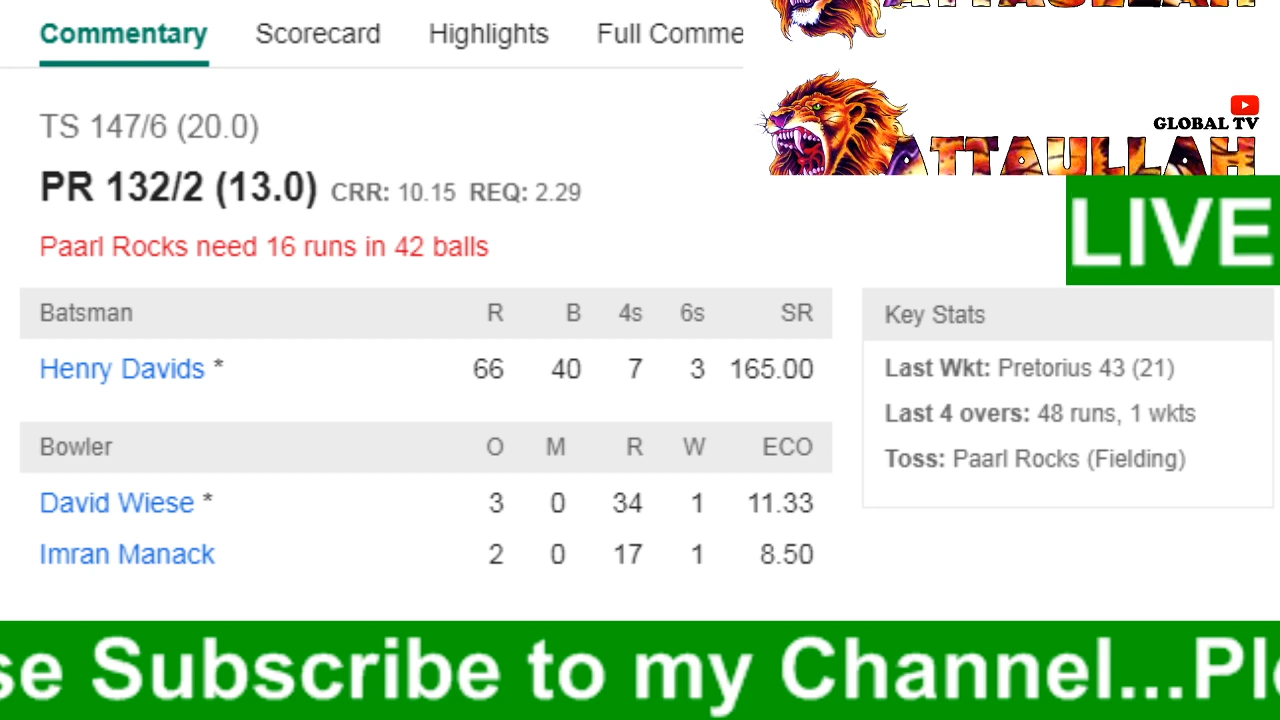 Commentary Scorecard Highlights Full Comme
ATTAULLAH
GLOBAL TV
ATTAULLAH
LIVE
TS 147/6 (20.0)
PR 132/2 (13.0) CRR: 10.15 REQ: 2.29
Paarl Rocks need 16 runs in 42 balls
Batsman R B 4s 6s SR
Henry Davids * 66 40 7 3 165.00
Bowler O M R W ECO
David Wiese * 3 0 34 1 11.33
Imran Manack 2 0 17 1 8.50
Key Stats
Last Wkt: Pretorius 43 (21)
Last 4 overs: 48 runs, 1 wkts
Toss: Paarl Rocks (Fielding)
se Subscribe to my Channel...Ple